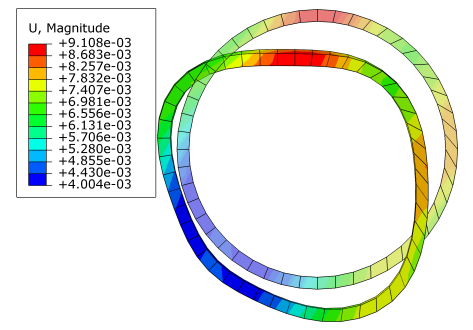 U, Magnitude
+9.108e-03
+8.683e-03
+8.257e-03
+7.832e-03
+7.407e-03
+6.981e-03
+6.556e-03
+6.131e-03
+5.706e-03
+5.280e-03
+4.855e-03
+4.430e-03
+4.004e-03